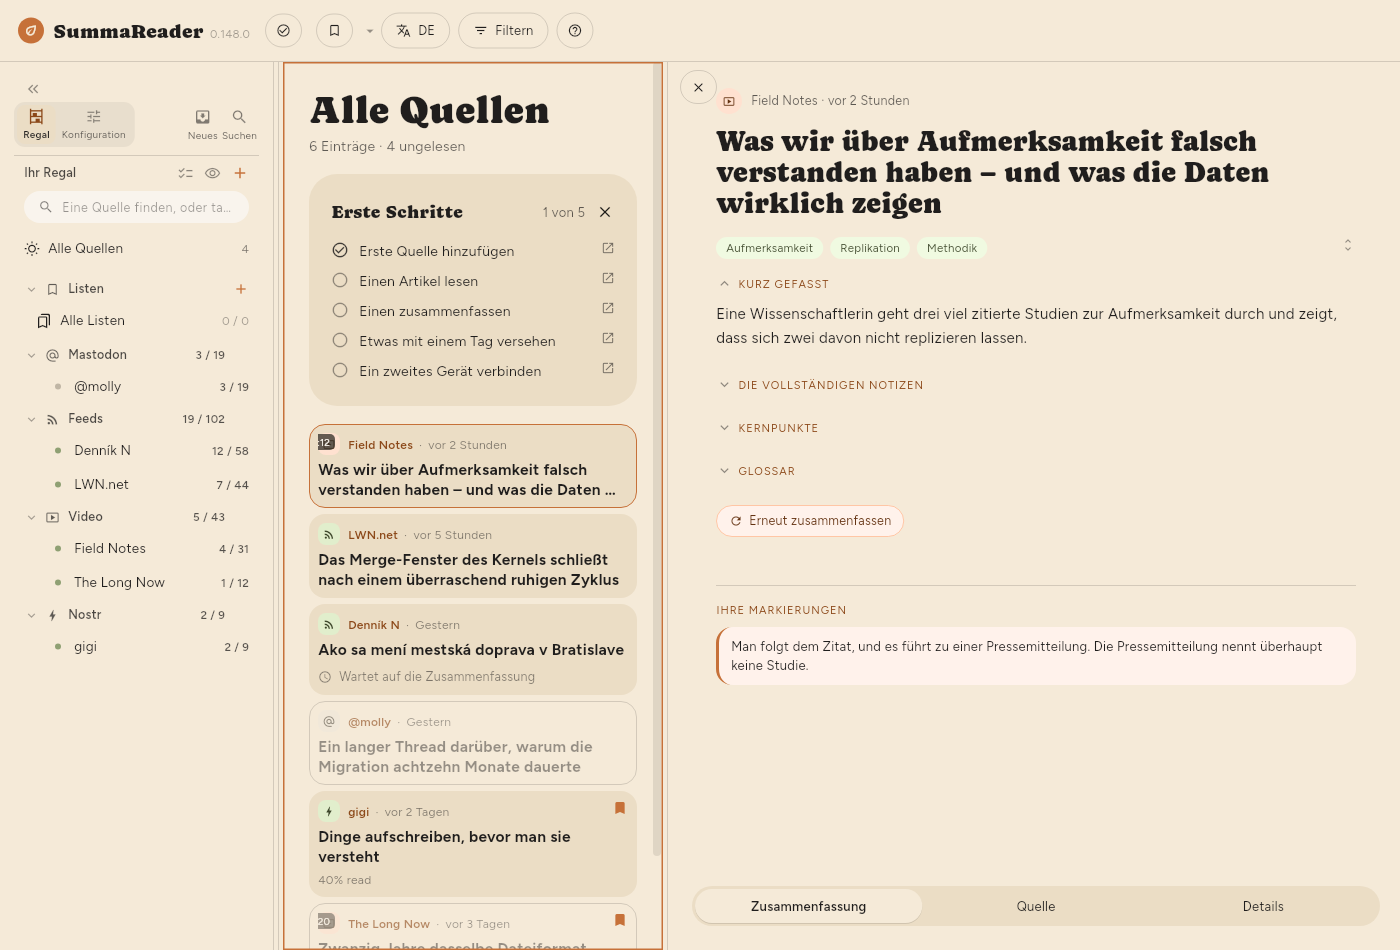 SummaReader 0.148.0
DE
Filtern
Regal
Konfiguration
Neues
Suchen
Ihr Regal
Eine Quelle finden, oder ta...
Alle Quellen 4
Listen
Alle Listen 0 / 0
Mastodon 3 / 19
@molly 3 / 19
Feeds 19 / 102
Denník N 12 / 58
LWN.net 7 / 44
Video 5 / 43
Field Notes 4 / 31
The Long Now 1 / 12
Nostr 2 / 9
gigi 2 / 9
Alle Quellen
6 Einträge · 4 ungelesen
Erste Schritte 1 von 5
Erste Quelle hinzufügen
Einen Artikel lesen
Einen zusammenfassen
Etwas mit einem Tag versehen
Ein zweites Gerät verbinden
:12 Field Notes · vor 2 Stunden
Was wir über Aufmerksamkeit falsch
verstanden haben – und was die Daten ...
LWN.net · vor 5 Stunden
Das Merge-Fenster des Kernels schließt
nach einem überraschend ruhigen Zyklus
Denník N · Gestern
Ako sa mení mestská doprava v Bratislave
Wartet auf die Zusammenfassung
@molly · Gestern
Ein langer Thread darüber, warum die
Migration achtzehn Monate dauerte
gigi · vor 2 Tagen
Dinge aufschreiben, bevor man sie
versteht
40% read
20 The Long Now · vor 3 Tagen
Zwanzig Jahre dasselbe Dateiformat
Field Notes · vor 2 Stunden
Was wir über Aufmerksamkeit falsch
verstanden haben – und was die Daten
wirklich zeigen
Aufmerksamkeit
Replikation
Methodik
KURZ GEFASST
Eine Wissenschaftlerin geht drei viel zitierte Studien zur Aufmerksamkeit durch und zeigt,
dass sich zwei davon nicht replizieren lassen.
DIE VOLLSTÄNDIGEN NOTIZEN
KERNPUNKTE
GLOSSAR
Erneut zusammenfassen
IHRE MARKIERUNGEN
Man folgt dem Zitat, und es führt zu einer Pressemitteilung. Die Pressemitteilung nennt überhaupt
keine Studie.
Zusammenfassung
Quelle
Details